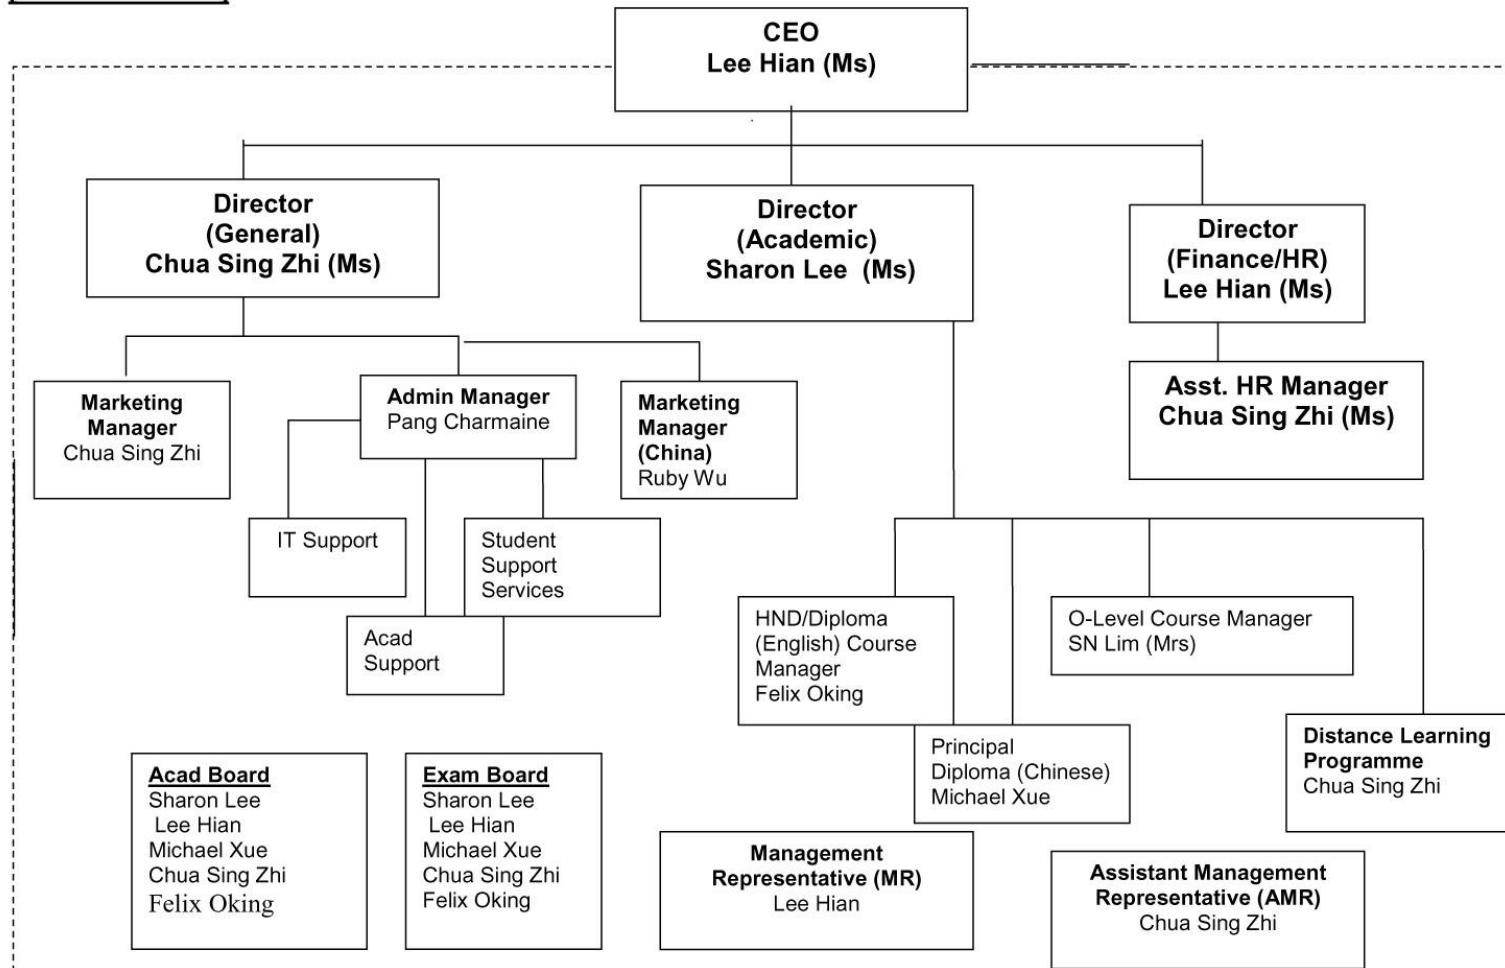 CEO
Lee Hian (Ms)
Director
(General)
Chua Sing Zhi (Ms)
Director
(Academic)
Sharon Lee (Ms)
Director
(Finance/HR)
Lee Hian (Ms)
Asst. HR Manager
Chua Sing Zhi (Ms)
Marketing
Manager
Chua Sing Zhi
Admin Manager
Pang Charmaine
Marketing
Manager
(China)
Ruby Wu
IT Support
Student
Support
Services
Acad
Support
HND/Diploma
(English) Course
Manager
Felix Oking
O-Level Course Manager
SN Lim (Mrs)
Principal
Diploma (Chinese)
Michael Xue
Distance Learning
Programme
Chua Sing Zhi
Acad Board
Sharon Lee
Lee Hian
Michael Xue
Chua Sing Zhi
Felix Oking
Exam Board
Sharon Lee
Lee Hian
Michael Xue
Chua Sing Zhi
Felix Oking
Management
Representative (MR)
Lee Hian
Assistant Management
Representative (AMR)
Chua Sing Zhi